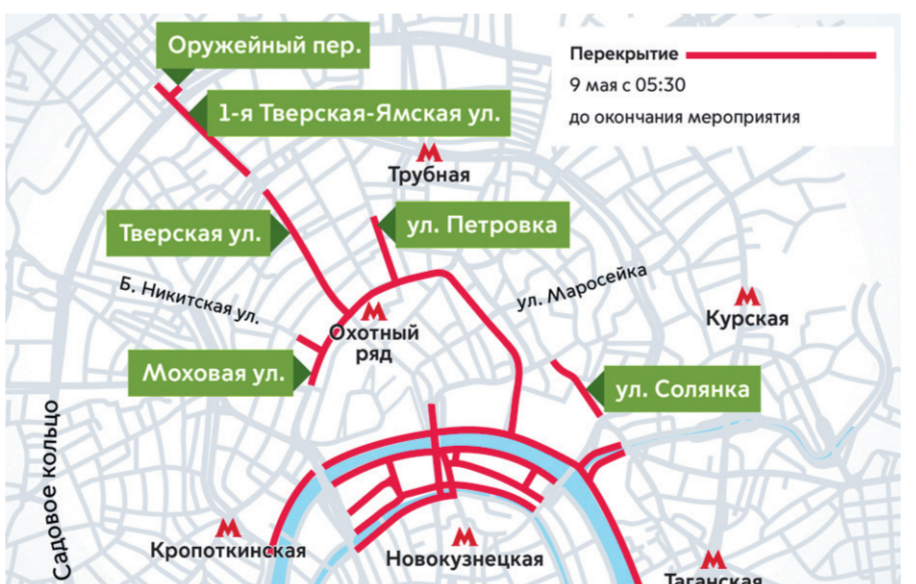 Оружейный пер.
Перекрытие
9 мая с 05:30
до окончания мероприятия
1-я Тверская-Ямская ул.
М
Трубная
Тверская ул.
ул. Петровка
Б. Никитская ул.
ул. Маросейка
М
Курская
М
Охотный
ряд
Моховая ул.
ул. Солянка
Садовое кольцо
М
Кропоткинская
М
Новокузнецкая
М
Таганская